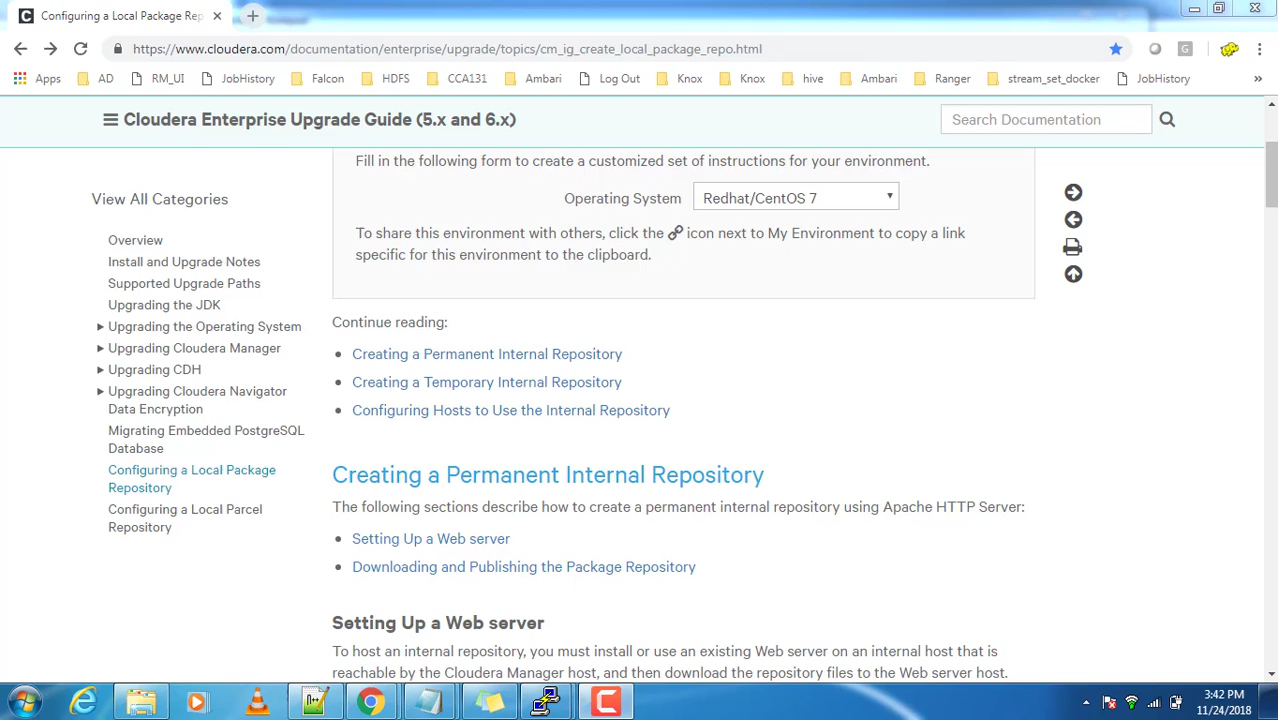 Configuring a Local Package Rep
https://www.cloudera.com/documentation/enterprise/upgrade/topics/cm_ig_create_local_package_repo.html
Apps AD RM_UI JobHistory Falcon HDFS CCA131 Ambari Log Out Knox Knox hive Ambari Ranger stream_set_docker JobHistory »
Cloudera Enterprise Upgrade Guide (5.x and 6.x)
Search Documentation
Fill in the following form to create a customized set of instructions for your environment.
Operating System Redhat/CentOS 7
To share this environment with others, click the icon next to My Environment to copy a link
specific for this environment to the clipboard.
View All Categories
Overview
Install and Upgrade Notes
Supported Upgrade Paths
Upgrading the JDK
Upgrading the Operating System
Upgrading Cloudera Manager
Upgrading CDH
Upgrading Cloudera Navigator
Data Encryption
Migrating Embedded PostgreSQL
Database
Configuring a Local Package
Repository
Configuring a Local Parcel
Repository
Continue reading:
Creating a Permanent Internal Repository
Creating a Temporary Internal Repository
Configuring Hosts to Use the Internal Repository
Creating a Permanent Internal Repository
The following sections describe how to create a permanent internal repository using Apache HTTP Server:
Setting Up a Web server
Downloading and Publishing the Package Repository
Setting Up a Web server
To host an internal repository, you must install or use an existing Web server on an internal host that is
reachable by the Cloudera Manager host, and then download the repository files to the Web server host.
3:42 PM
11/24/2018